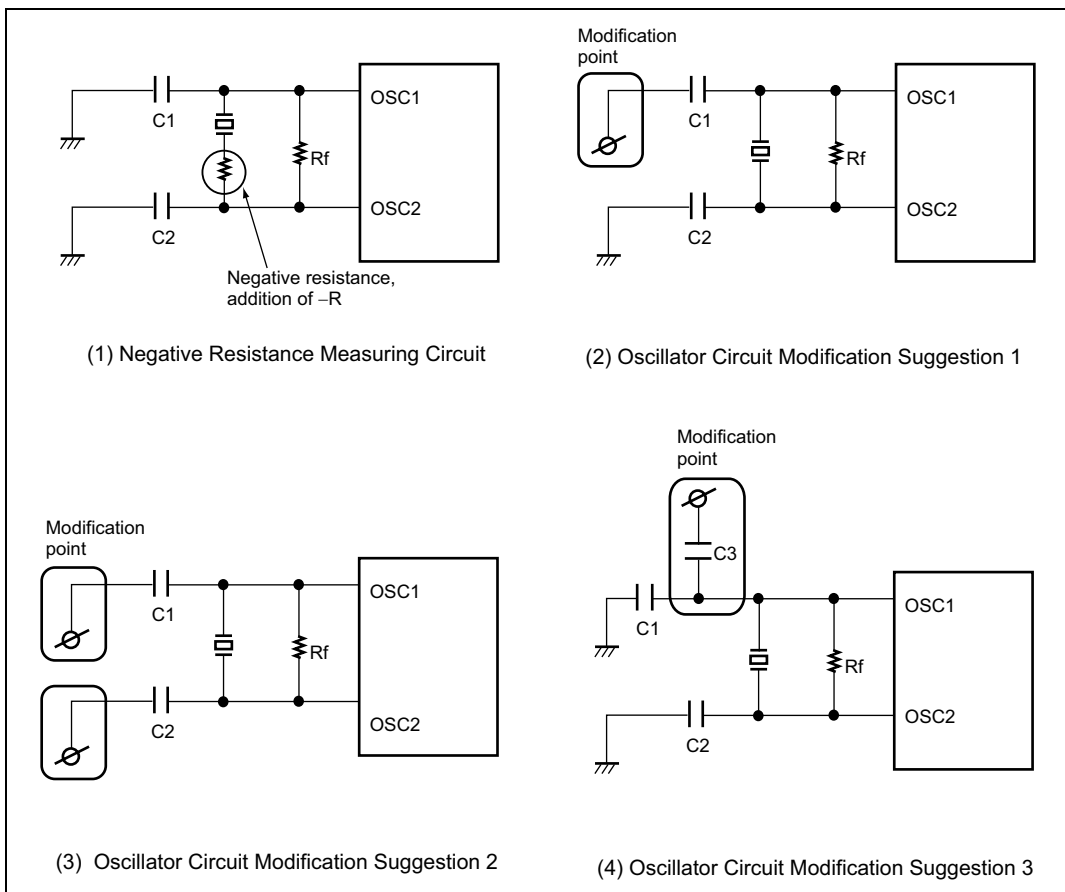 OSC1
C1
Rf
OSC2
C2
Negative resistance,
addition of –R
(1) Negative Resistance Measuring Circuit
Modification
point
OSC1
C1
Rf
OSC2
C2
(2) Oscillator Circuit Modification Suggestion 1
Modification
point
OSC1
C1
Rf
C2
OSC2
(3) Oscillator Circuit Modification Suggestion 2
Modification
point
C3
OSC1
C1
Rf
OSC2
C2
(4) Oscillator Circuit Modification Suggestion 3